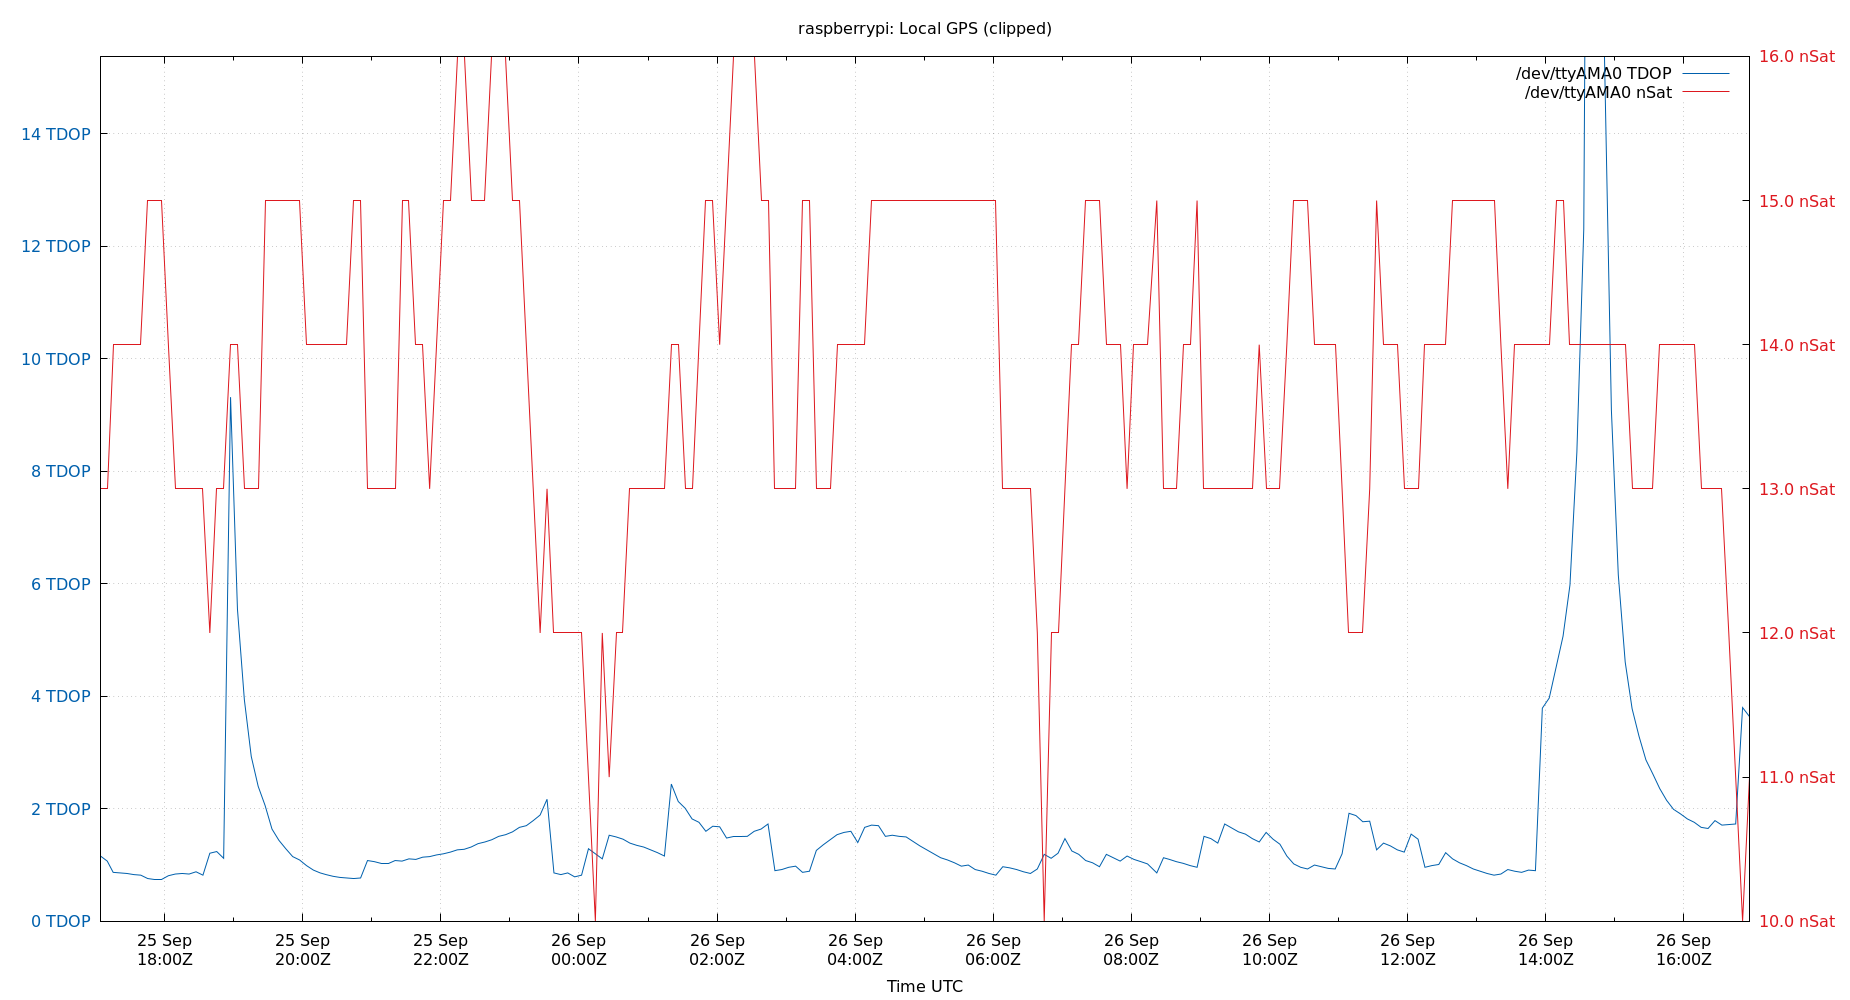 raspberrypi: Local GPS (clipped)
/dev/ttyAMA0 TDOP
/dev/ttyAMA0 nSat
14 TDOP
12 TDOP
10 TDOP
8 TDOP
6 TDOP
4 TDOP
2 TDOP
0 TDOP
16.0 nSat
15.0 nSat
14.0 nSat
13.0 nSat
12.0 nSat
11.0 nSat
10.0 nSat
25 Sep 25 Sep 25 Sep 26 Sep 26 Sep 26 Sep 26 Sep 26 Sep 26 Sep 26 Sep 26 Sep 26 Sep
18:00Z 20:00Z 22:00Z 00:00Z 02:00Z 04:00Z 06:00Z 08:00Z 10:00Z 12:00Z 14:00Z 16:00Z
Time UTC